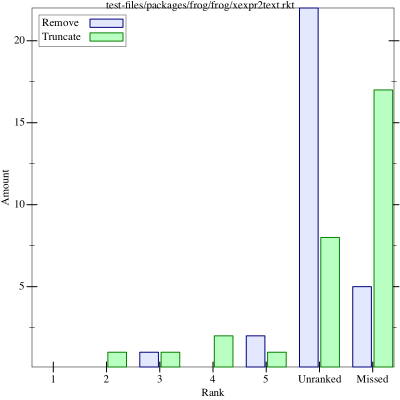 test-files/packages/frog/frog/xexpr2text.rkt
Remove
Truncate
20
15
10
5
Amount
1 2 3 4 5 Unranked Missed
Rank